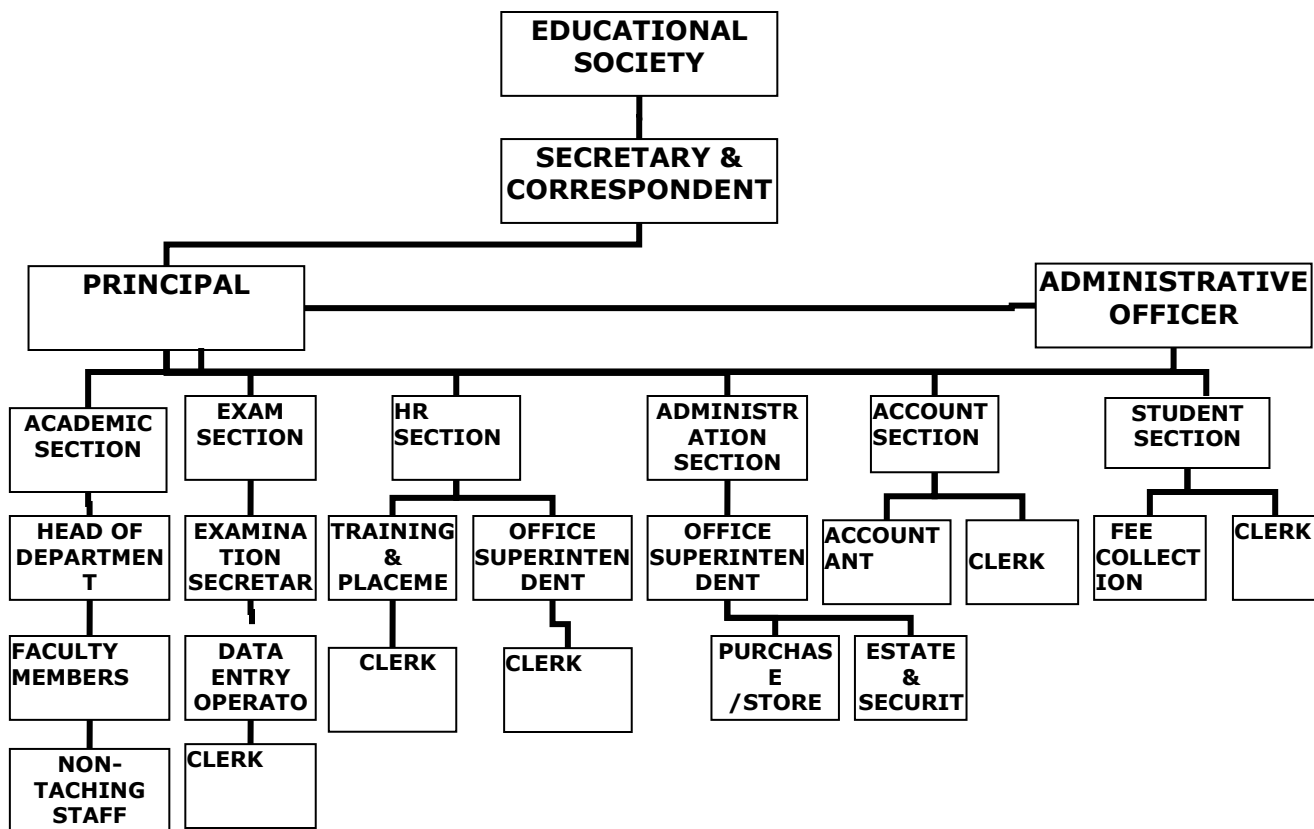 EDUCATIONAL
SOCIETY
SECRETARY &
CORRESPONDENT
PRINCIPAL
ADMINISTRATIVE
OFFICER
ACADEMIC
SECTION
EXAM
SECTION
HR
SECTION
ADMINISTR
ATION
SECTION
ACCOUNT
SECTION
STUDENT
SECTION
HEAD OF
DEPARTMEN
T
EXAMINA
TION
SECRETAR
TRAINING
&
PLACEME
OFFICE
SUPERINTEN
DENT
OFFICE
SUPERINTEN
DENT
ACCOUNT
ANT
CLERK
FEE
COLLECT
ION
CLERK
FACULTY
MEMBERS
DATA
ENTRY
OPERATO
CLERK
CLERK
PURCHAS
E
/STORE
ESTATE
&
SECURIT
NON-
TACHING
STAFF
CLERK